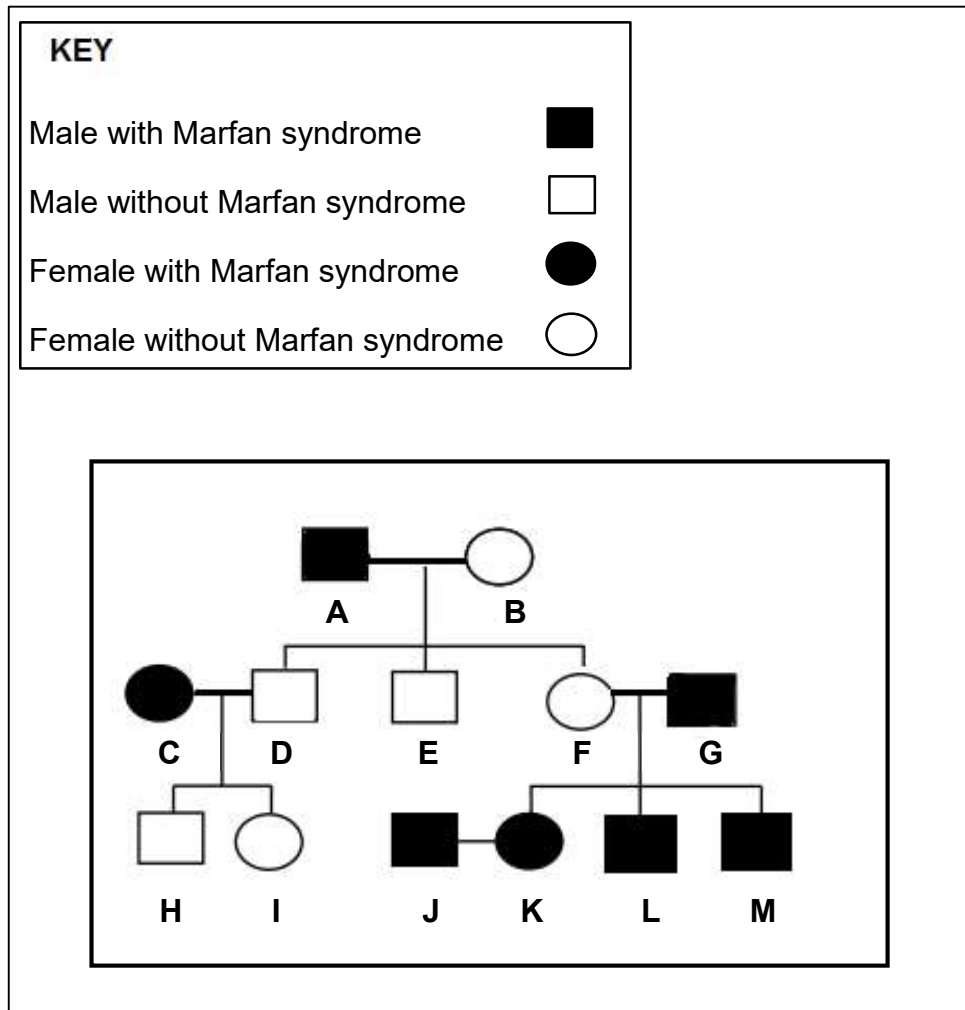 KEY
Male with Marfan syndrome
Male without Marfan syndrome
Female with Marfan syndrome
Female without Marfan syndrome
A B
C D E F G
H I J K L M